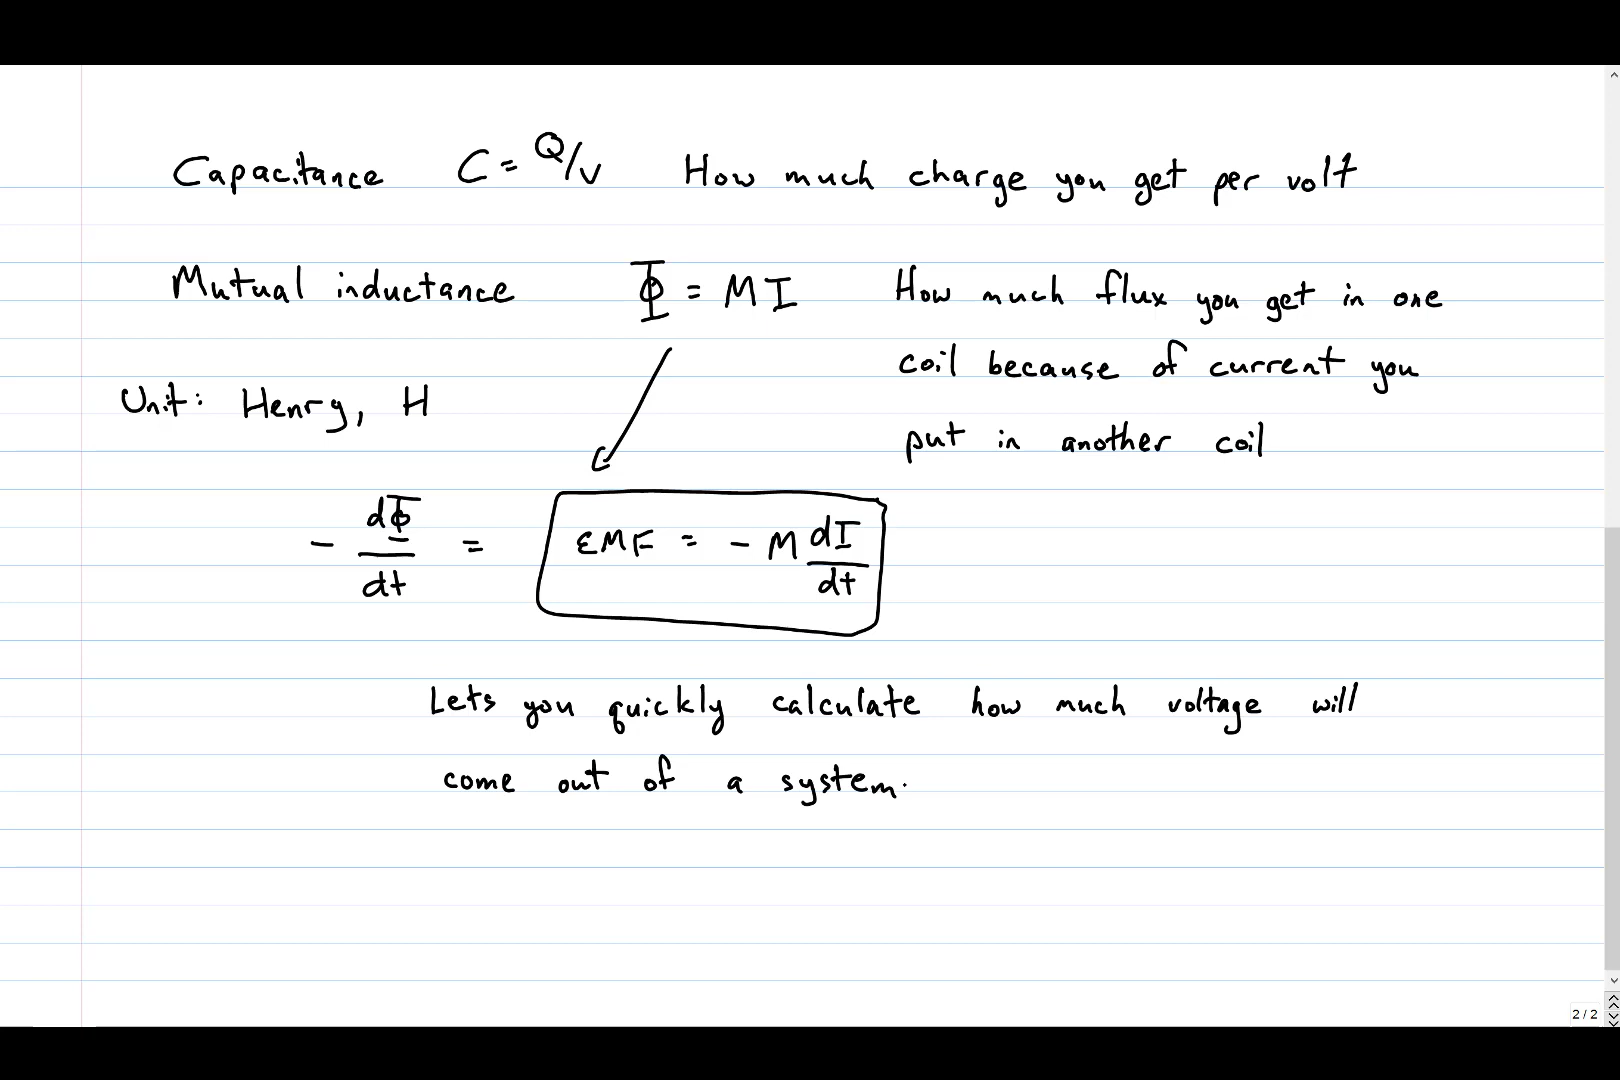 Capacitance C = Q/V How much charge you get per volt
Mutual inductance Φ = MI How much flux you get in one
coil because of current you
Unit: Henry, H
put in another coil
- dΦ/dt = EMF = - M dI/dt
Lets you quickly calculate how much voltage will
come out of a system.
2 / 2